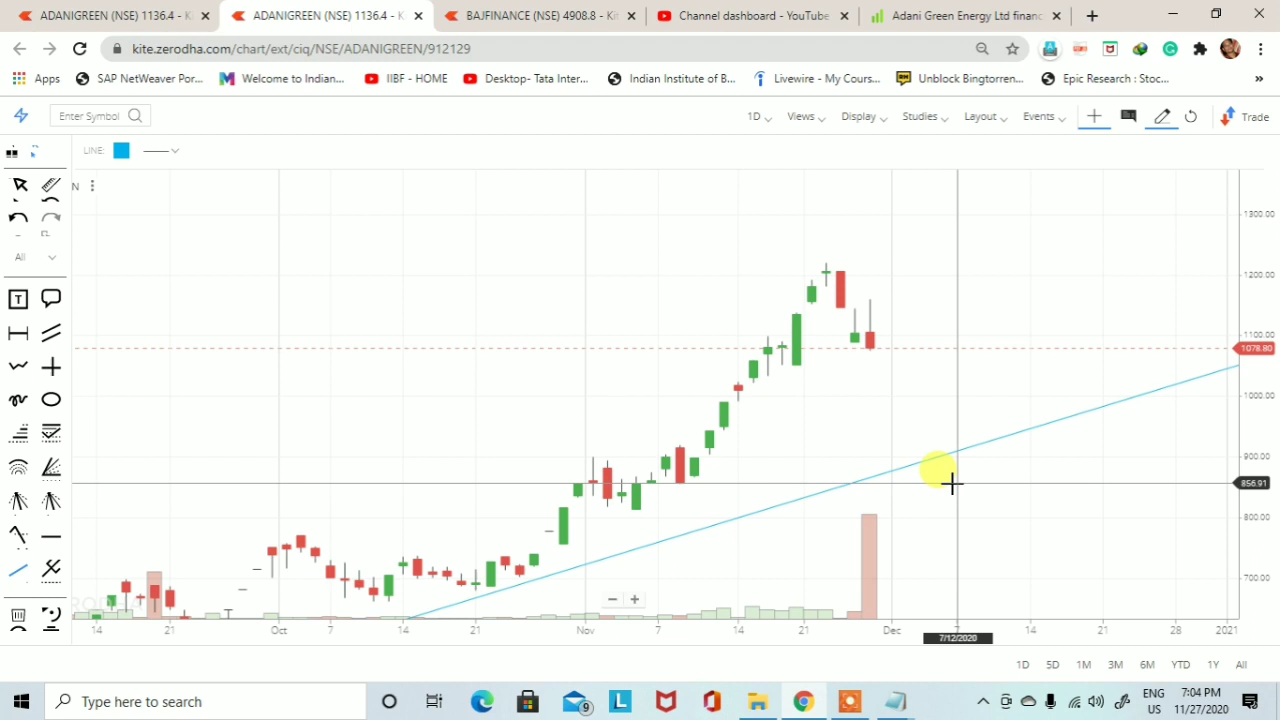 ADANIGREEN (NSE) 1136.4 - K
ADANIGREEN (NSE) 1136.4 - K
BAJFINANCE (NSE) 4908.8 - Kit
Channel dashboard - YouTube
Adani Green Energy Ltd financ
kite.zerodha.com/chart/ext/ciq/NSE/ADANIGREEN/912129
Apps
SAP NetWeaver Por...
Welcome to Indian...
IIBF - HOME
Desktop- Tata Inter...
Indian Institute of B...
Livewire - My Cours...
Unblock Bingtorren...
Epic Research : Stoc...
»
Enter Symbol
1D
Views
Display
Studies
Layout
Events
Trade
LINE:
N
All
T
1300.00
1200.00
1100.00
1078.80
1000.00
900.00
856.91
800.00
700.00
14
21
Oct
7
14
21
Nov
7
14
21
Dec
7
14
21
28
2021
7/12/2020
1D
5D
1M
3M
6M
YTD
1Y
All
Type here to search
9
ENG
US
7:04 PM
11/27/2020